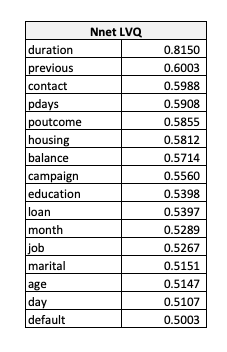 Nnet LVQ
duration 0.8150
previous 0.6003
contact 0.5988
pdays 0.5908
poutcome 0.5855
housing 0.5812
balance 0.5714
campaign 0.5560
education 0.5398
loan 0.5397
month 0.5289
job 0.5267
marital 0.5151
age 0.5147
day 0.5107
default 0.5003